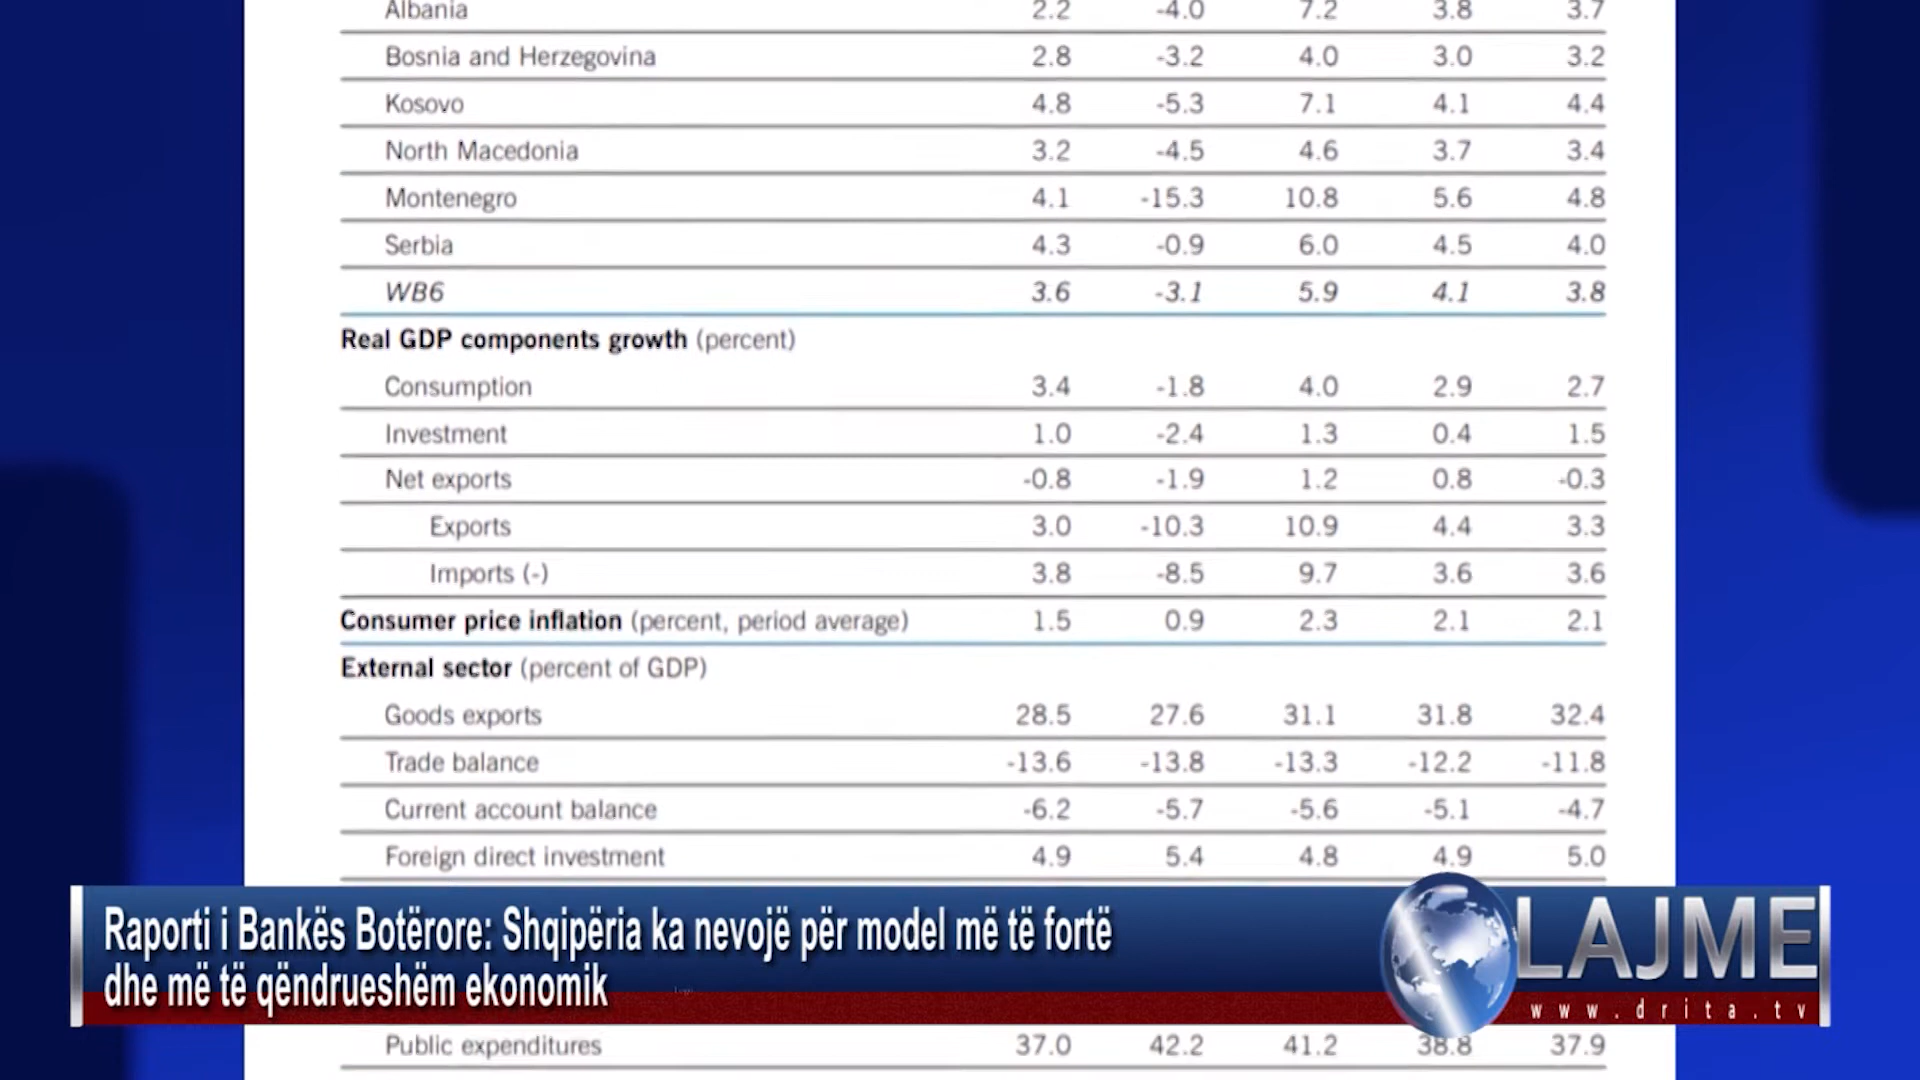 Albania 2.2 -4.0 7.2 3.8 3.7
Bosnia and Herzegovina 2.8 -3.2 4.0 3.0 3.2
Kosovo 4.8 -5.3 7.1 4.1 4.4
North Macedonia 3.2 -4.5 4.6 3.7 3.4
Montenegro 4.1 -15.3 10.8 5.6 4.8
Serbia 4.3 -0.9 6.0 4.5 4.0
WB6 3.6 -3.1 5.9 4.1 3.8
Real GDP components growth (percent)
Consumption 3.4 -1.8 4.0 2.9 2.7
Investment 1.0 -2.4 1.3 0.4 1.5
Net exports -0.8 -1.9 1.2 0.8 -0.3
Exports 3.0 -10.3 10.9 4.4 3.3
Imports (-) 3.8 -8.5 9.7 3.6 3.6
Consumer price inflation (percent, period average) 1.5 0.9 2.3 2.1 2.1
External sector (percent of GDP)
Goods exports 28.5 27.6 31.1 31.8 32.4
Trade balance -13.6 -13.8 -13.3 -12.2 -11.8
Current account balance -6.2 -5.7 -5.6 -5.1 -4.7
Foreign direct investment 4.9 5.4 4.8 4.9 5.0
Raporti i Bankës Botërore: Shqipëria ka nevojë për model më të fortë
dhe më të qëndrueshëm ekonomik
LAJME
www.drita.tv
Public expenditures 37.0 42.2 41.2 38.8 37.9